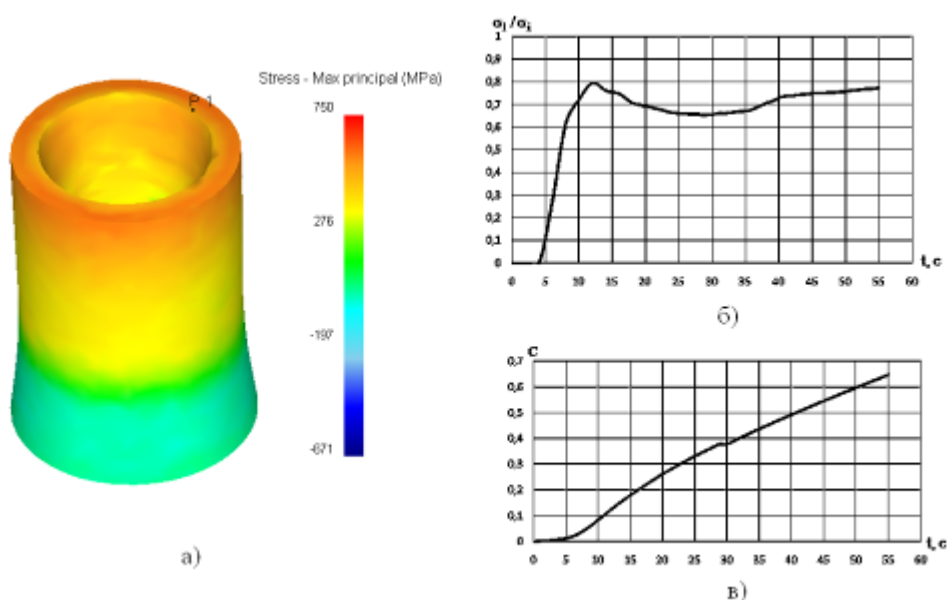 P 1
Stress - Max principal (MPa)
750
276
-197
-671
а)
σ₁/σᵢ
1
0,9
0,8
0,7
0,6
0,5
0,4
0,3
0,2
0,1
0
0 5 10 15 20 25 30 35 40 45 50 55 60
t, c
б)
C
0,7
0,6
0,5
0,4
0,3
0,2
0,1
0
0 5 10 15 20 25 30 35 40 45 50 55 60
t, c
в)